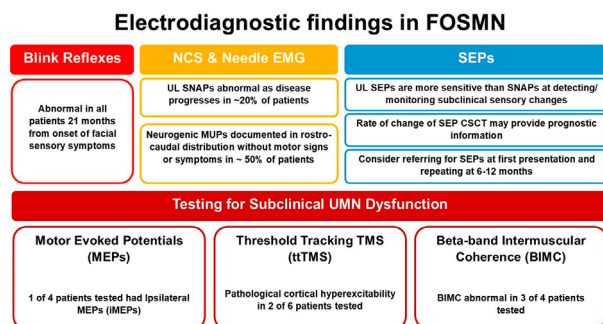 Electrodiagnostic findings in FOSMN
Blink Reflexes
Abnormal in all
patients 21 months
from onset of facial
sensory symptoms
NCS & Needle EMG
UL SNAPs abnormal as disease
progresses in ~20% of patients
Neurogenic MUPs documented in rostro-
caudal distribution without motor signs
or symptoms in ~ 50% of patients
SEPs
UL SEPs are more sensitive than SNAPs at detecting/
monitoring subclinical sensory changes
Rate of change of SEP CSCT may provide prognostic
information
Consider referring for SEPs at first presentation and
repeating at 6-12 months
Testing for Subclinical UMN Dysfunction
Motor Evoked Potentials
(MEPs)
1 of 4 patients tested had Ipsilateral
MEPs (iMEPs)
Threshold Tracking TMS
(ttTMS)
Pathological cortical hyperexcitability
in 2 of 6 patients tested
Beta-band Intermuscular
Coherence (BIMC)
BIMC abnormal in 3 of 4 patients
tested